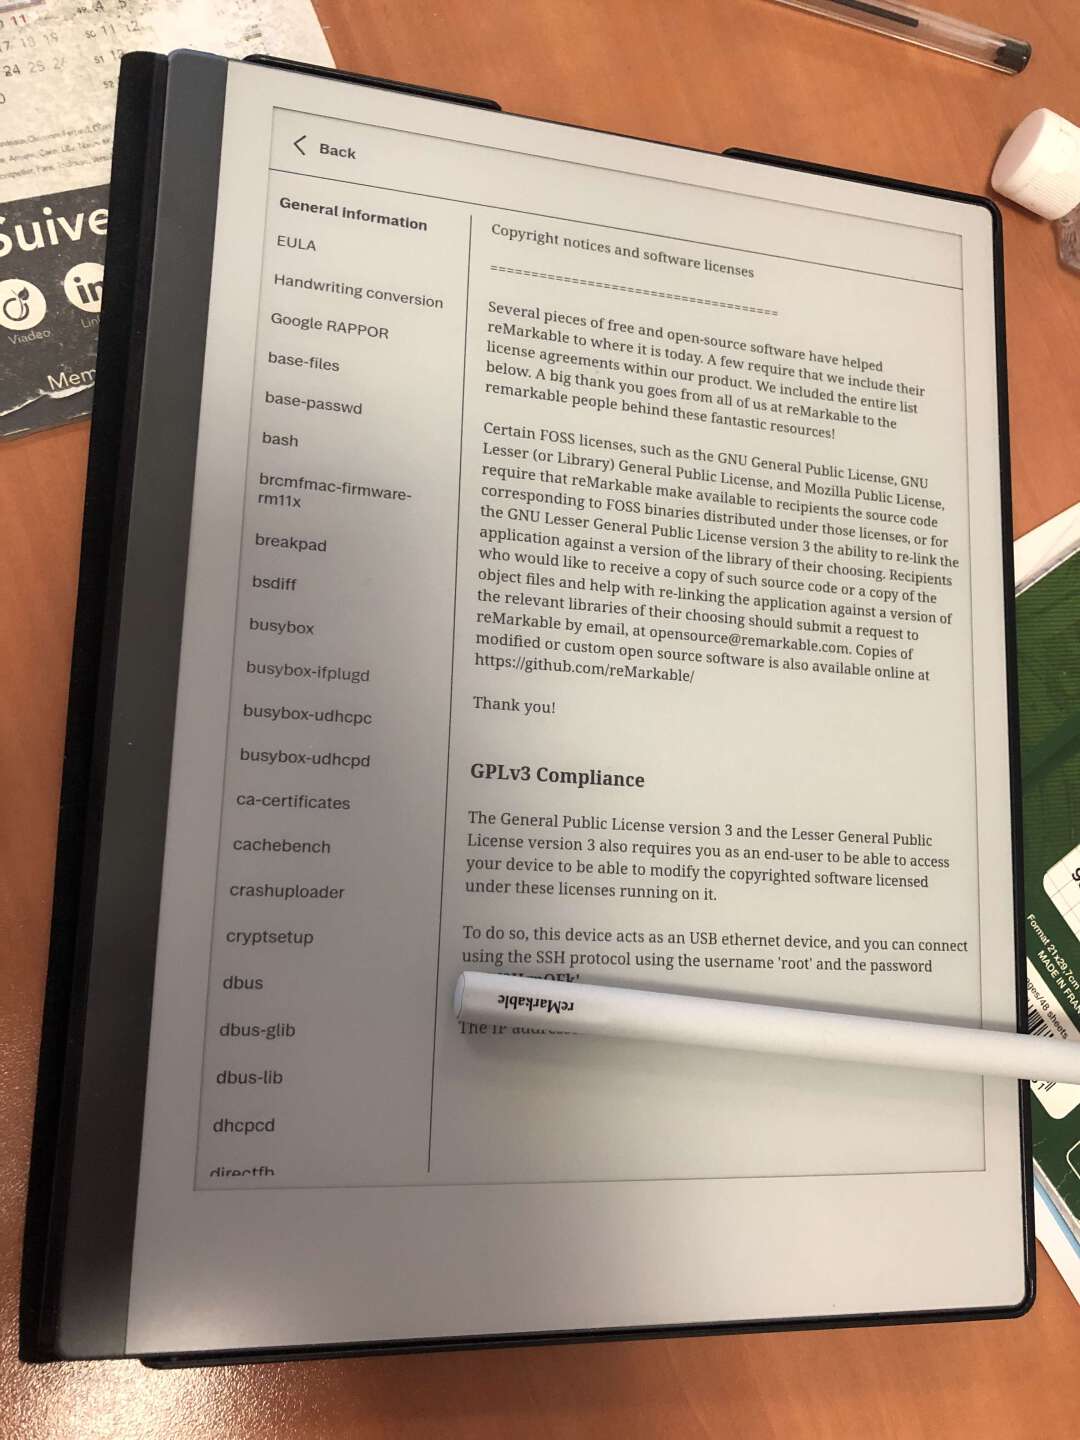 Suive
Viadeo
Mem
Back
General information
EULA
Handwriting conversion
Google RAPPOR
base-files
base-passwd
bash
brcmfmac-firmware-
rm11x
breakpad
bsdiff
busybox
busybox-ifplugd
busybox-udhcpc
busybox-udhcpd
ca-certificates
cachebench
crashuploader
cryptsetup
dbus
dbus-glib
dbus-lib
dhcpcd
directfb
Copyright notices and software licenses
===================================
Several pieces of free and open-source software have helped
reMarkable to where it is today. A few require that we include their
license agreements within our product. We included the entire list
below. A big thank you goes from all of us at reMarkable to the
remarkable people behind these fantastic resources!
Certain FOSS licenses, such as the GNU General Public License, GNU
Lesser (or Library) General Public License, and Mozilla Public License,
require that reMarkable make available to recipients the source code
corresponding to FOSS binaries distributed under those licenses, or for
the GNU Lesser General Public License version 3 the ability to re-link the
application against a version of the library of their choosing. Recipients
who would like to receive a copy of such source code or a copy of the
object files and help with re-linking the application against a version of
the relevant libraries of their choosing should submit a request to
reMarkable by email, at opensource@remarkable.com. Copies of
modified or custom open source software is also available online at
https://github.com/reMarkable/
Thank you!
GPLv3 Compliance
The General Public License version 3 and the Lesser General Public
License version 3 also requires you as an end-user to be able to access
your device to be able to modify the copyrighted software licensed
under these licenses running on it.
To do so, this device acts as an USB ethernet device, and you can connect
using the SSH protocol using the username 'root' and the password
The IP
reMarkable
Format 21x29,7cm
MADE IN FRAN
/48 sheets